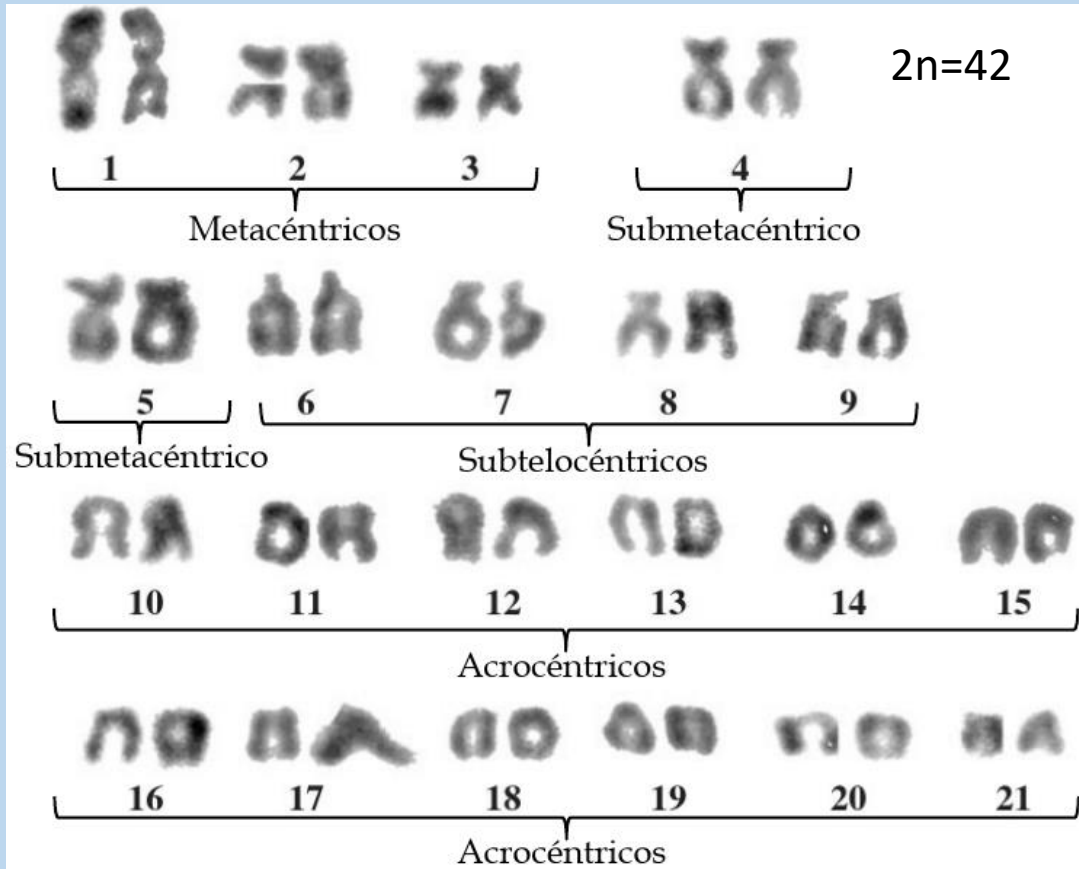 2n=42
1 2 3 4
Metacéntricos Submetacéntrico
5 6 7 8 9
Submetacéntrico Subtelocéntricos
10 11 12 13 14 15
Acrocéntricos
16 17 18 19 20 21
Acrocéntricos